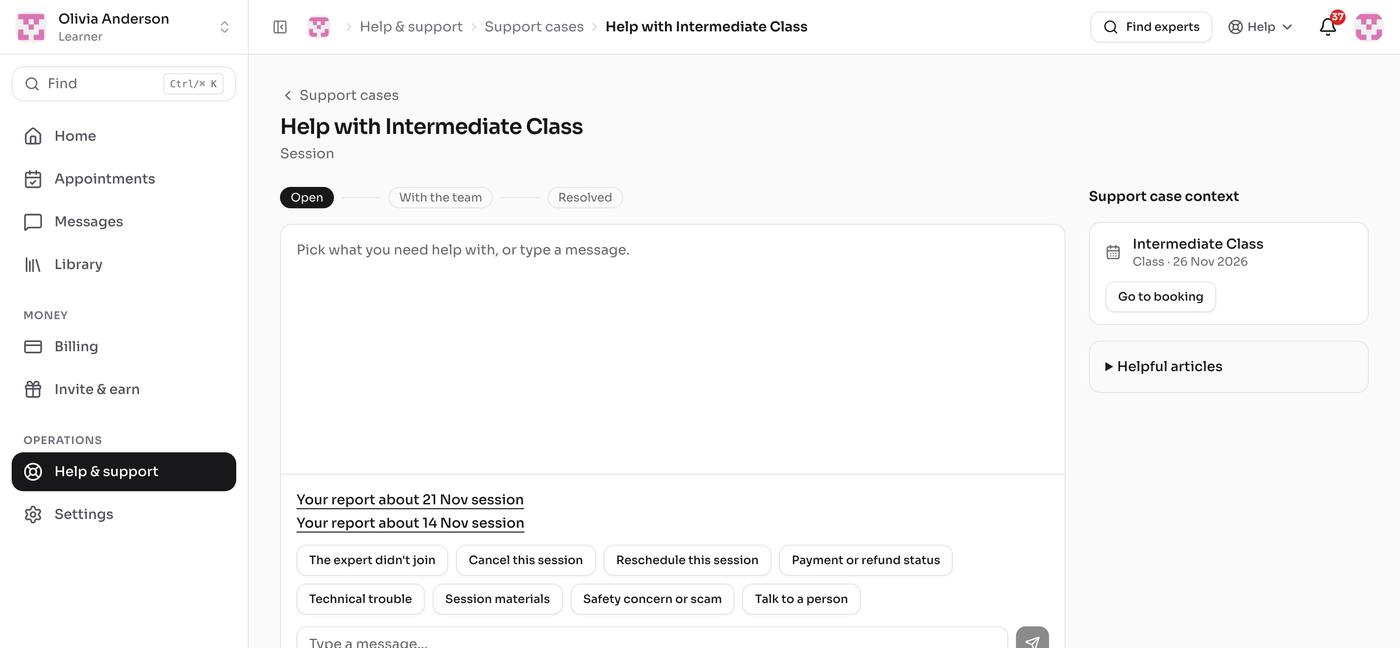 Olivia Anderson
Learner
Help & support
Support cases
Help with Intermediate Class
Find experts
Help
37
Find
Ctrl/⌘ K
Home
Appointments
Messages
Library
MONEY
Billing
Invite & earn
OPERATIONS
Help & support
Settings
Support cases
Help with Intermediate Class
Session
Open
With the team
Resolved
Pick what you need help with, or type a message.
Your report about 21 Nov session
Your report about 14 Nov session
The expert didn't join
Cancel this session
Reschedule this session
Payment or refund status
Technical trouble
Session materials
Safety concern or scam
Talk to a person
Type a message...
Support case context
Intermediate Class
Class · 26 Nov 2026
Go to booking
Helpful articles